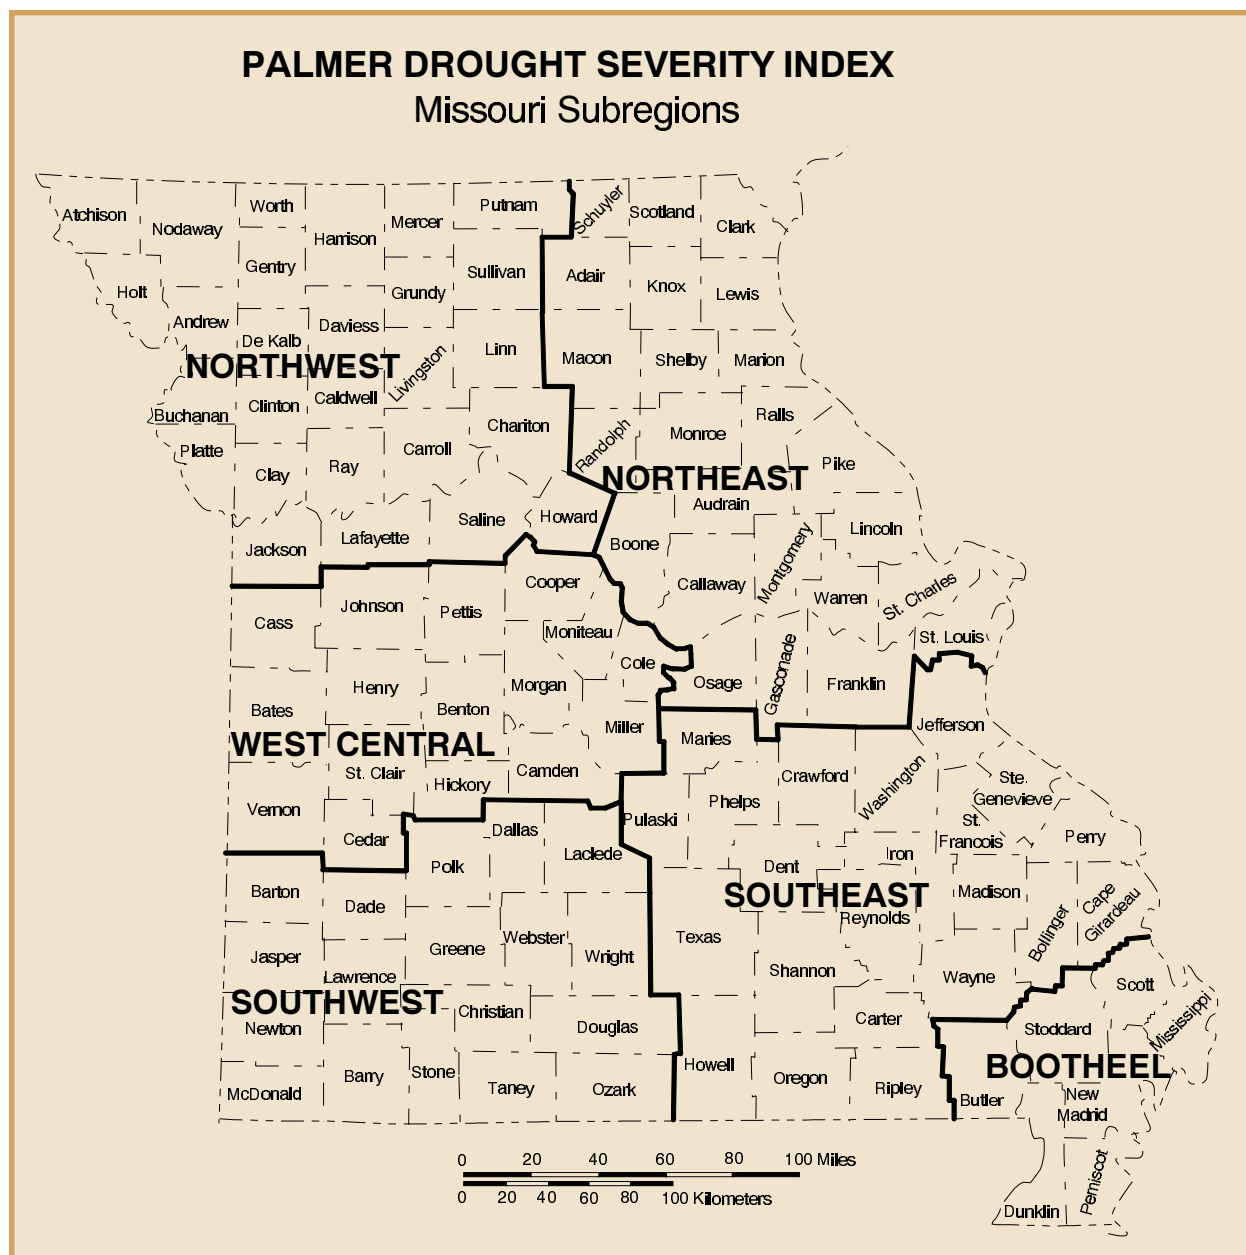 PALMER DROUGHT SEVERITY INDEX
Missouri Subregions
Atchison
Nodaway
Worth
Harrison
Mercer
Putnam
Schuyler
Scotland
Clark
Gentry
Sullivan
Adair
Knox
Lewis
Holt
Grundy
Andrew
De Kalb
Daviess
Livingston
Linn
Macon
Shelby
Marion
NORTHWEST
Buchanan
Clinton
Caldwell
Chariton
Randolph
Monroe
Ralls
Platte
Clay
Ray
Carroll
NORTHEAST
Pike
Audrain
Jackson
Lafayette
Saline
Howard
Boone
Montgomery
Lincoln
Cooper
Callaway
Warren
St. Charles
Cass
Johnson
Pettis
Moniteau
St. Louis
Cole
Osage
Gasconade
Franklin
Henry
Morgan
Bates
Benton
Miller
Maries
Jefferson
WEST CENTRAL
St. Clair
Hickory
Camden
Crawford
Washington
Ste.
Genevieve
Vernon
Cedar
Dallas
Pulaski
Phelps
St.
Francois
Perry
Polk
Laclede
Dent
Iron
Barton
Dade
SOUTHEAST
Madison
Bollinger
Cape
Girardeau
Reynolds
Jasper
Lawrence
Greene
Webster
Wright
Texas
Shannon
Wayne
Scott
SOUTHWEST
Newton
Christian
Douglas
Carter
Stoddard
Mississippi
BOOTHEEL
McDonald
Barry
Stone
Taney
Ozark
Howell
Oregon
Ripley
Butler
New
Madrid
Pemiscot
Dunklin
0 20 40 60 80 100 Miles
0 20 40 60 80 100 Kilometers